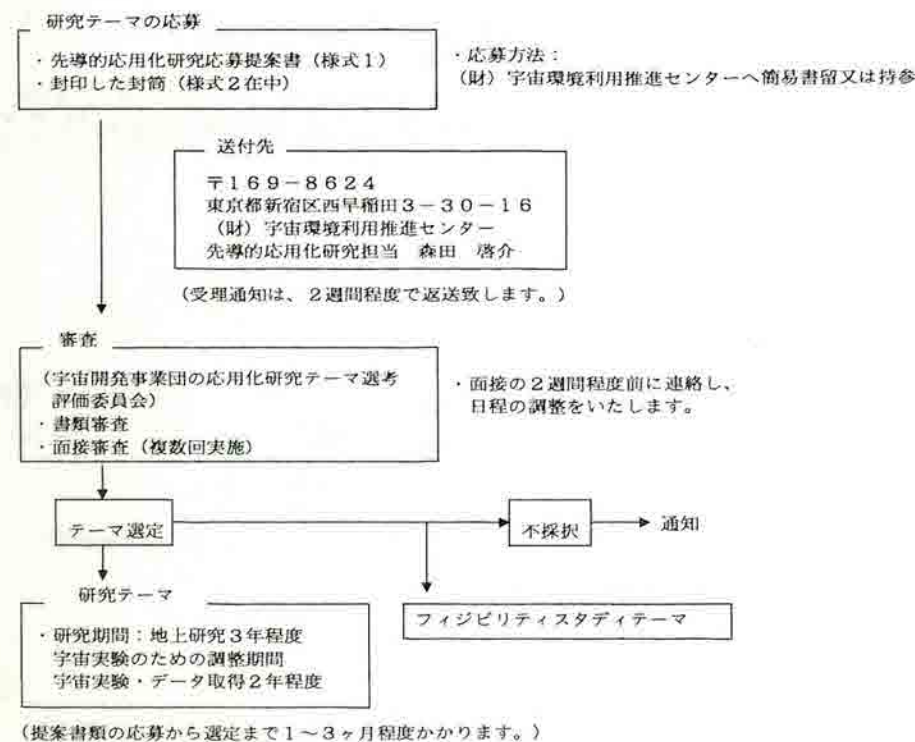 研究テーマの応募
・先導的応用化研究応募提案書（様式１）
・封印した封筒（様式２在中）
・応募方法：
（財）宇宙環境利用推進センターへ簡易書留又は持参
送付先
〒１６９－８６２４
東京都新宿区西早稲田３－３０－１６
（財）宇宙環境利用推進センター
先導的応用化研究担当　森田　啓介
（受理通知は、２週間程度で返送致します。）
審査
（宇宙開発事業団の応用化研究テーマ選考
評価委員会）
・書類審査
・面接審査（複数回実施）
・面接の２週間程度前に連絡し、
日程の調整をいたします。
テーマ選定
不採択
通知
研究テーマ
・研究期間：地上研究３年程度
宇宙実験のための調整期間
宇宙実験・データ取得２年程度
フィジビリティスタディテーマ
（提案書類の応募から選定まで１～３ヶ月程度かかります。）